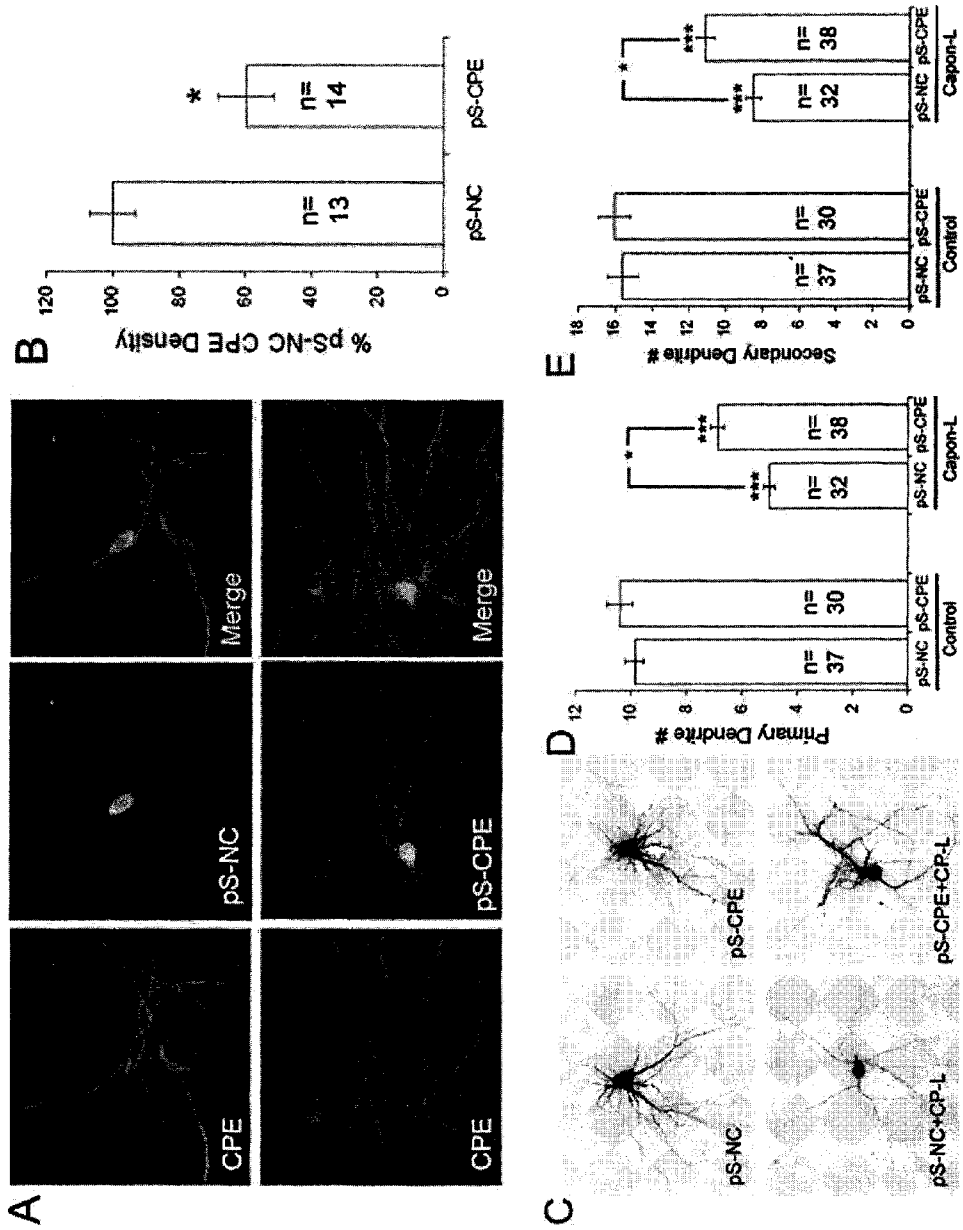 A
CPE
pS-NC
Merge
CPE
pS-CPE
Merge
B
% pS-NC CPE Density
120
100
80
60
40
20
0
n=
13
*
n=
14
pS-NC
pS-CPE
C
pS-NC
pS-CPE
pS-NC+CP-L
pS-CPE+CP-L
D
Primary Dendrite #
12
10
8
6
4
2
0
n=
37
n=
30
*
***
***
n=
32
n=
38
pS-NC pS-CPE
pS-NC pS-CPE
Control
Capon-L
E
Secondary Dendrite #
18
16
14
12
10
8
6
4
2
0
n=
37
n=
30
*
***
***
n=
32
n=
38
pS-NC pS-CPE
pS-NC pS-CPE
Control
Capon-L